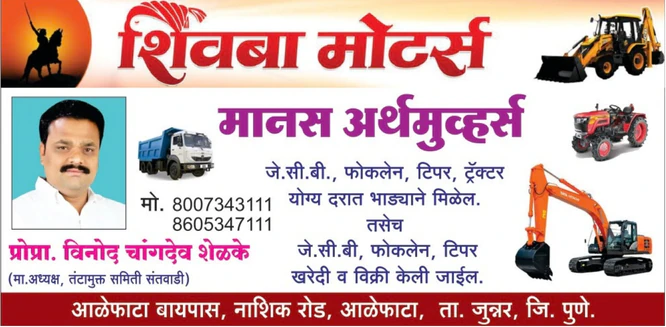 शिवबा मोटर्स
मानस अर्थमुव्हर्स
जे.सी.बी., फोकलेन, टिपर, ट्रॅक्टर
योग्य दरात भाड्याने मिळेल.
तसेच
जे.सी.बी, फोकलेन, टिपर
खरेदी व विक्री केली जाईल.
मो. 8007343111
8605347111
प्रोप्रा. विनोद चांगदेव शेळके
(मा.अध्यक्ष, तंटामुक्त समिती संतवाडी)
आळेफाटा बायपास, नाशिक रोड, आळेफाटा, ता. जुन्नर, जि. पुणे.